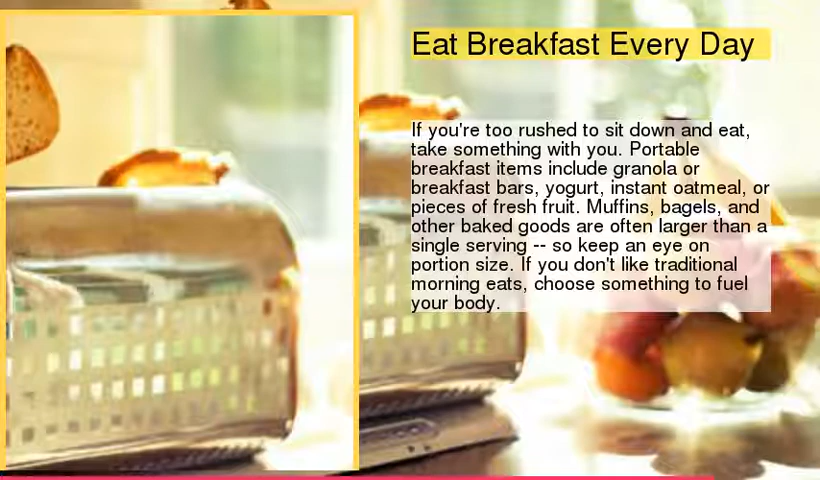 Eat Breakfast Every Day
If you're too rushed to sit down and eat,
take something with you. Portable
breakfast items include granola or
breakfast bars, yogurt, instant oatmeal, or
pieces of fresh fruit. Muffins, bagels, and
other baked goods are often larger than a
single serving -- so keep an eye on
portion size. If you don't like traditional
morning eats, choose something to fuel
your body.